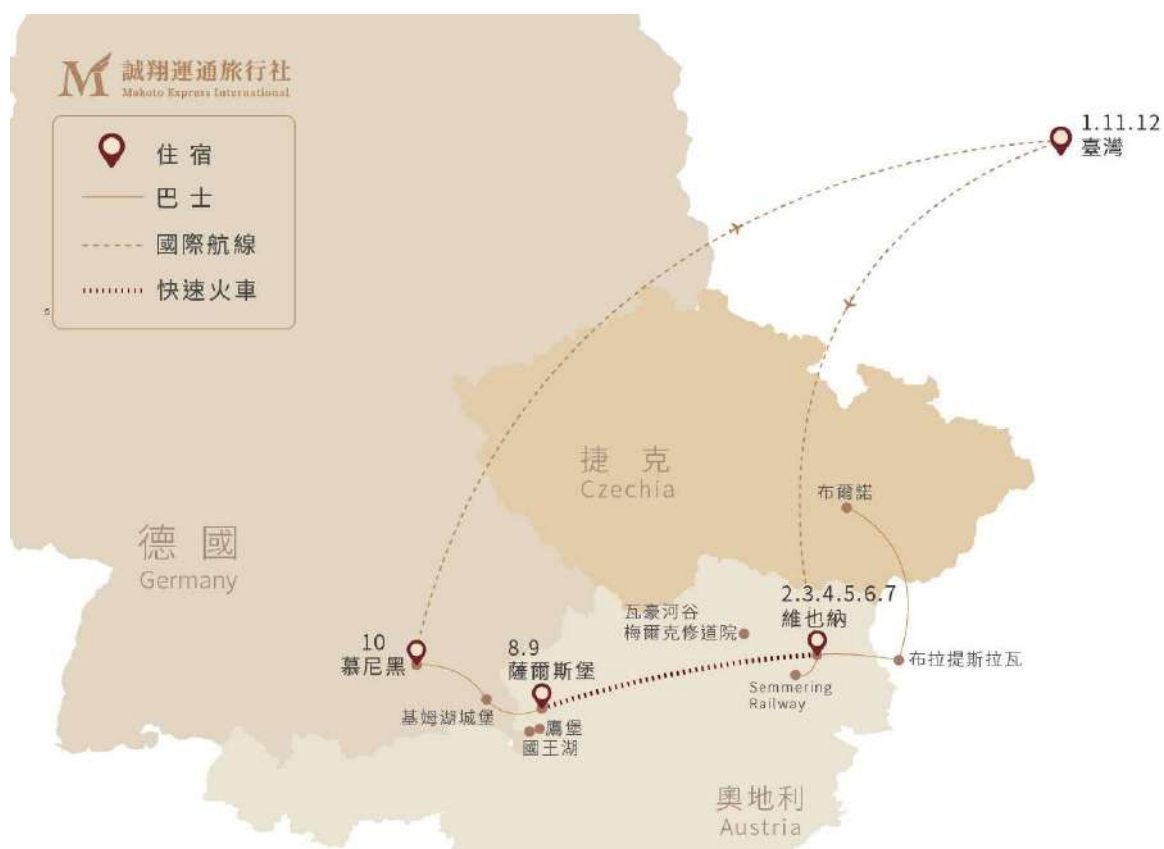 誠翔運通旅行社
Makoto Express International
住宿
巴士
國際航線
快速火車
1.11.12
臺灣
捷克
Czechia
布爾諾
德國
Germany
2.3.4.5.6.7
維也納
瓦豪河谷
梅爾克修道院
10
慕尼黑
8.9
薩爾斯堡
布拉提斯拉瓦
Semmering
Railway
基姆湖城堡
鷹堡
國王湖
奧地利
Austria